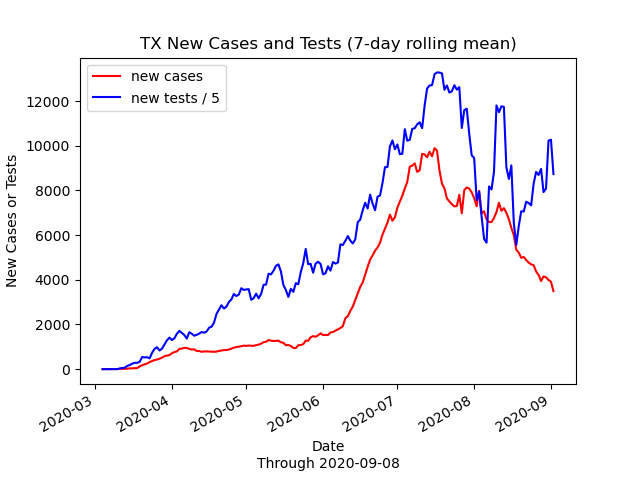 TX New Cases and Tests (7-day rolling mean)
new cases
new tests / 5
New Cases or Tests
12000
10000
8000
6000
4000
2000
0
2020-03
2020-04
2020-05
2020-06
2020-07
2020-08
2020-09
Date
Through 2020-09-08